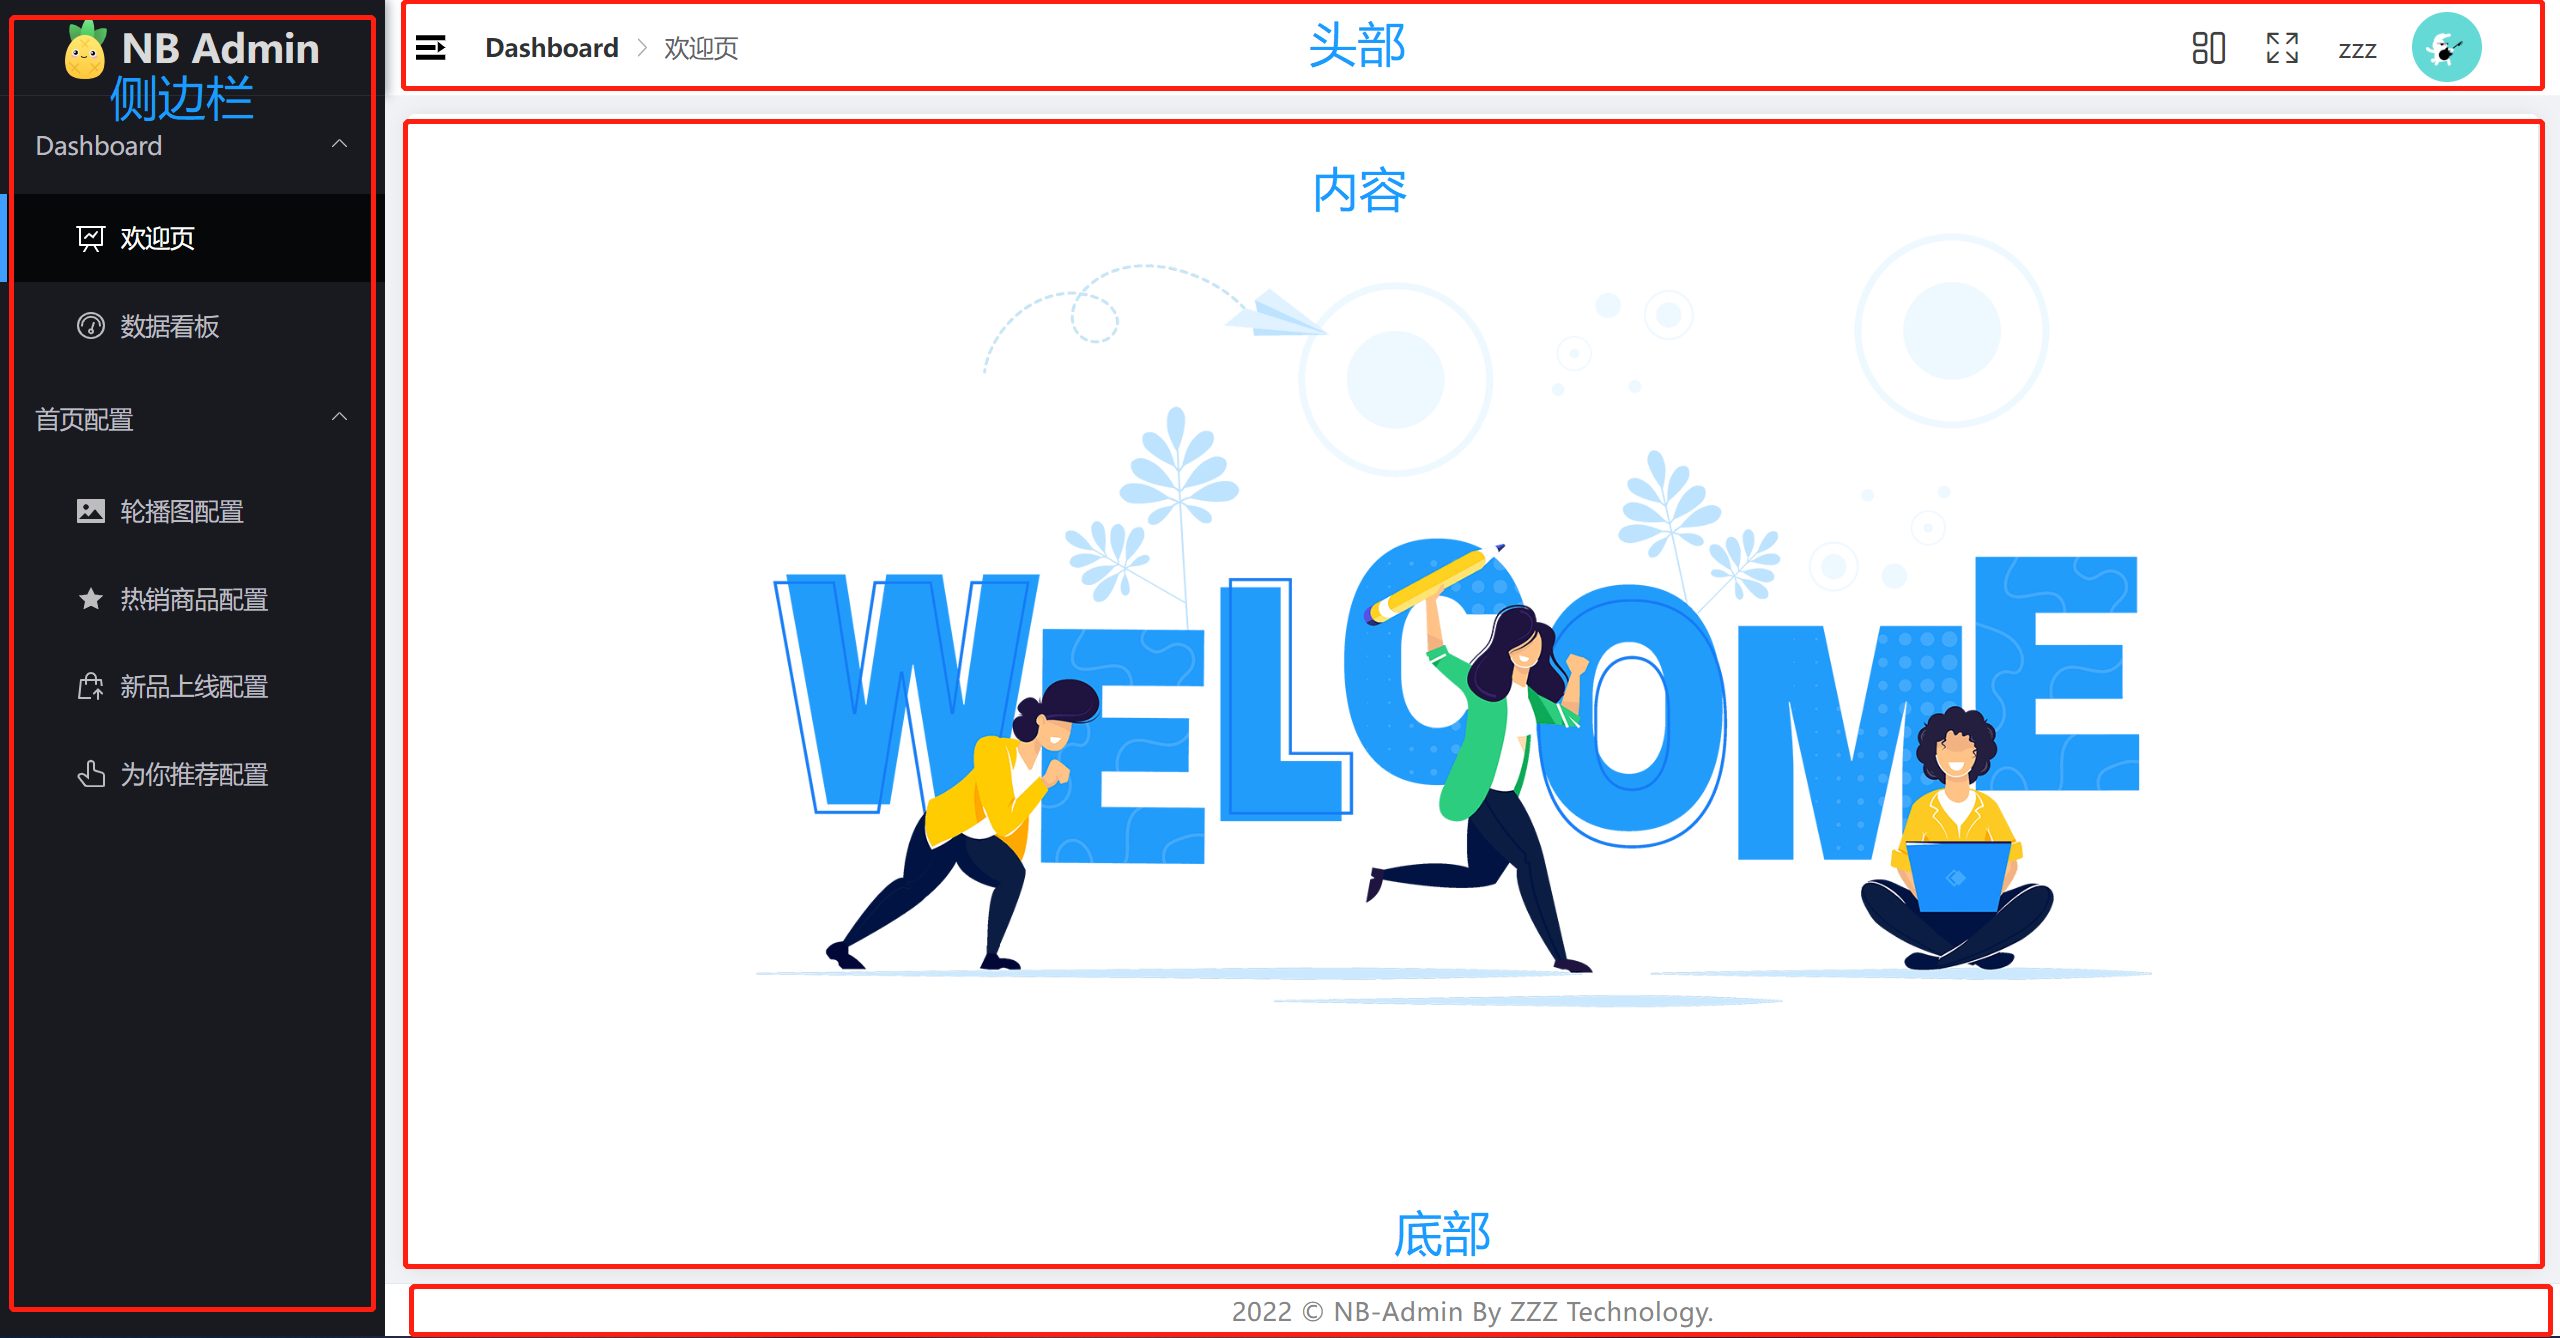 NB Admin
侧边栏
Dashboard
欢迎页
数据看板
首页配置
轮播图配置
热销商品配置
新品上线配置
为你推荐配置
Dashboard > 欢迎页
头部
zzz
内容
WELCOME
底部
2022 © NB-Admin By ZZZ Technology.